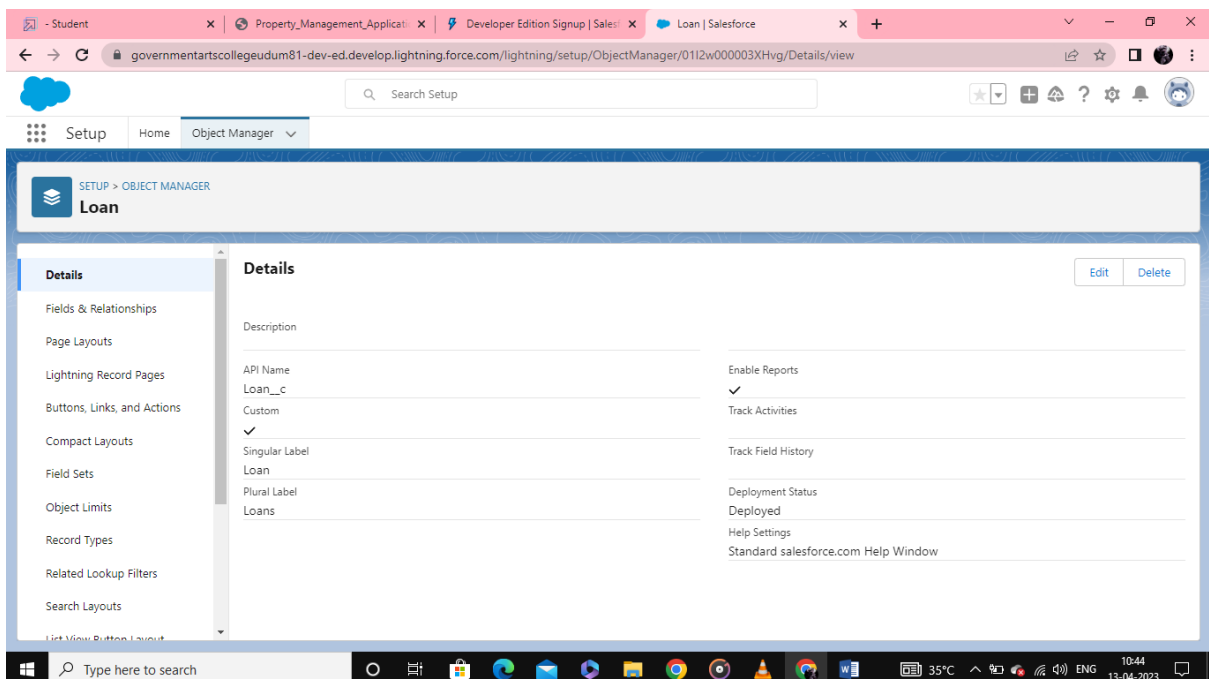 - Student
Property_Management_Applicati
Developer Edition Signup | Salesf
Loan | Salesforce
governmentartscollegeudum81-dev-ed.develop.lightning.force.com/lightning/setup/ObjectManager/01I2w000003XHvg/Details/view
Search Setup
Setup
Home
Object Manager
SETUP > OBJECT MANAGER
Loan
Details
Fields & Relationships
Page Layouts
Lightning Record Pages
Buttons, Links, and Actions
Compact Layouts
Field Sets
Object Limits
Record Types
Related Lookup Filters
Search Layouts
List View Button Layout
Details
Edit
Delete
Description
API Name
Loan__c
Custom
Singular Label
Loan
Plural Label
Loans
Enable Reports
Track Activities
Track Field History
Deployment Status
Deployed
Help Settings
Standard salesforce.com Help Window
Type here to search
35°C
ENG
10:44
13-04-2023